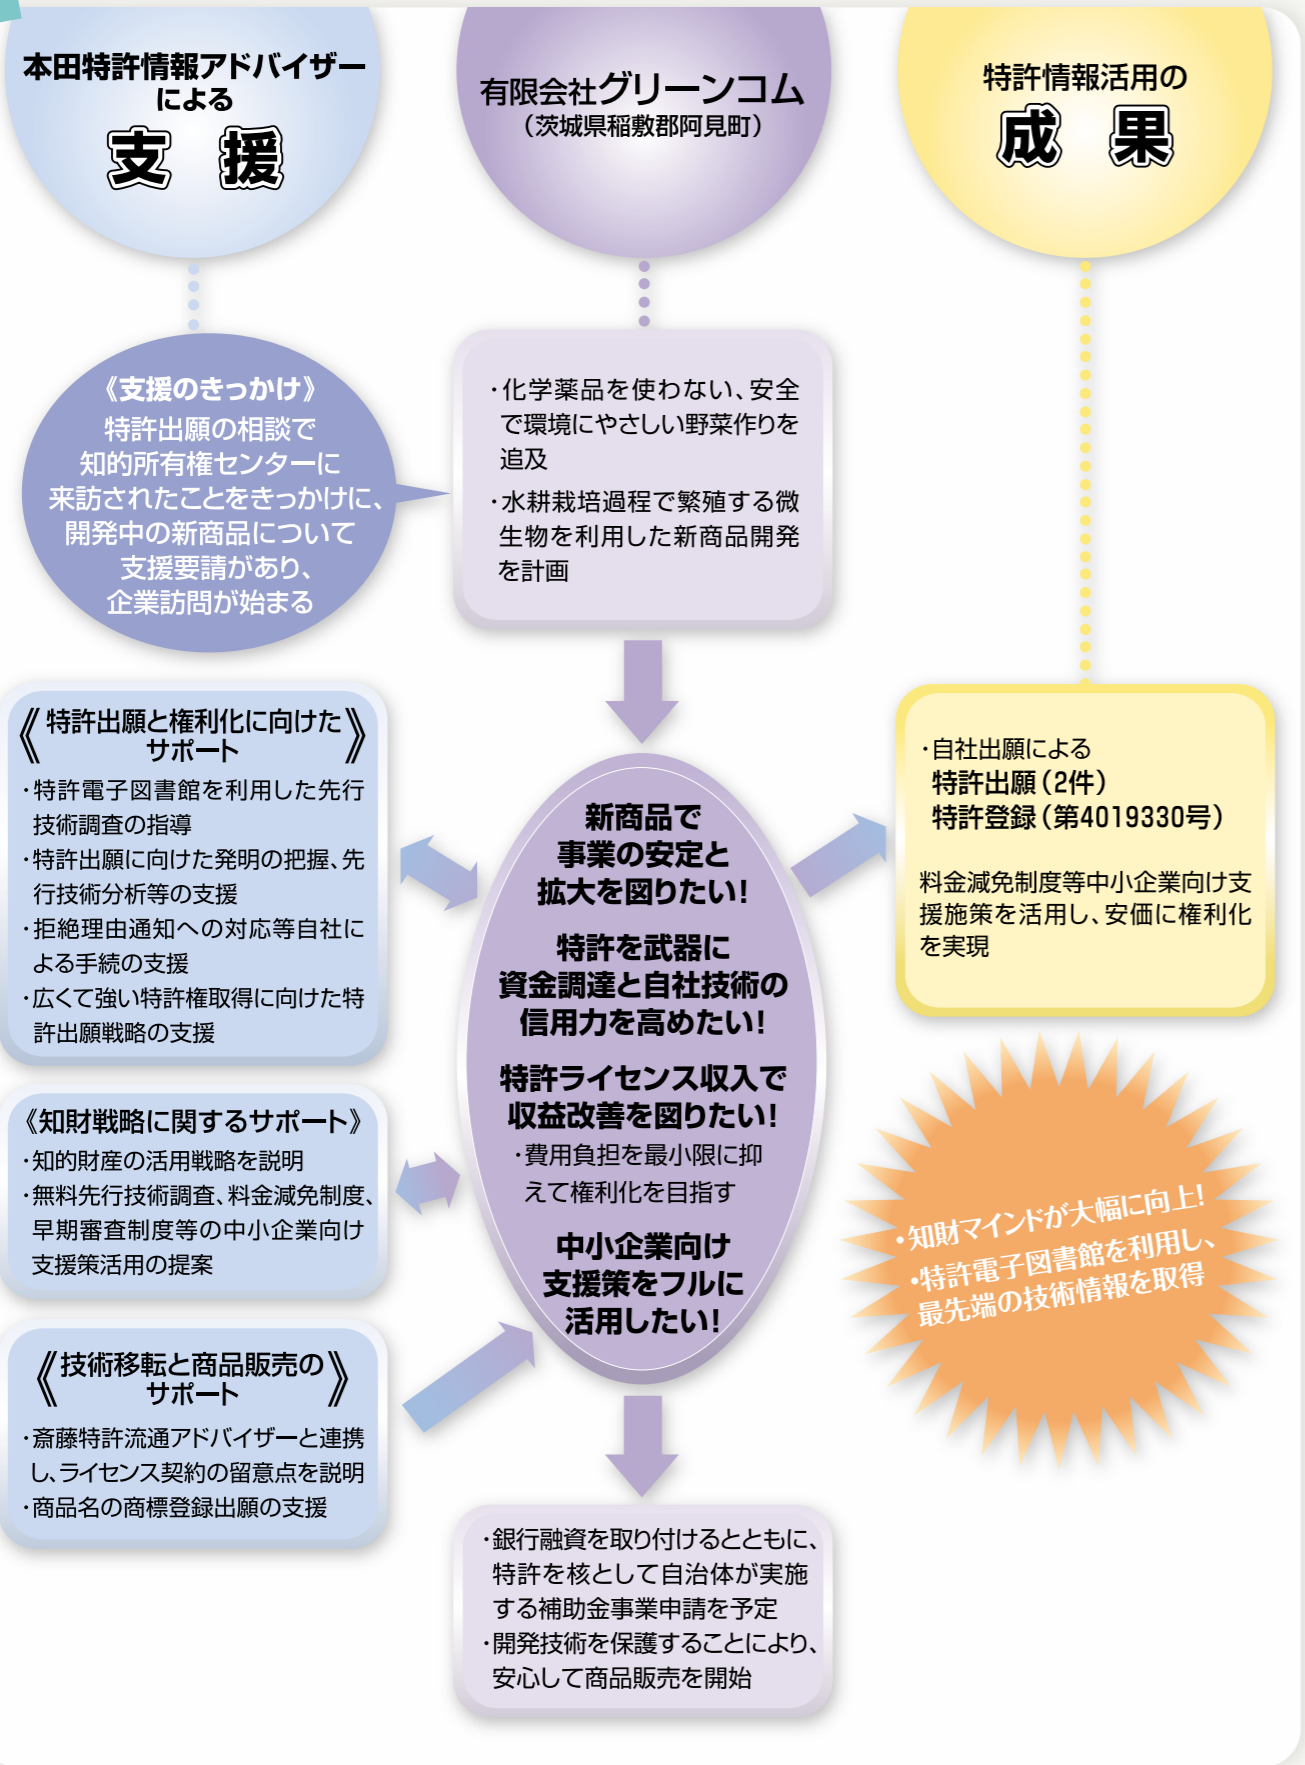 本田特許情報アドバイザー
による
支 援
有限会社グリーンコム
（茨城県稲敷郡阿見町）
特許情報活用の
成 果
《支援のきっかけ》
特許出願の相談で
知的所有権センターに
来訪されたことをきっかけに、
開発中の新商品について
支援要請があり、
企業訪問が始まる
・化学薬品を使わない、安全
で環境にやさしい野菜作りを
追及
・水耕栽培過程で繁殖する微
生物を利用した新商品開発
を計画
《特許出願と権利化に向けた
サポート》
・特許電子図書館を利用した先行
技術調査の指導
・特許出願に向けた発明の把握、先
行技術分析等の支援
・拒絶理由通知への対応等自社に
よる手続の支援
・広くて強い特許権取得に向けた特
許出願戦略の支援
《知財戦略に関するサポート》
・知的財産の活用戦略を説明
・無料先行技術調査、料金減免制度、
早期審査制度等の中小企業向け
支援策活用の提案
《技術移転と商品販売の
サポート》
・斎藤特許流通アドバイザーと連携
し、ライセンス契約の留意点を説明
・商品名の商標登録出願の支援
新商品で
事業の安定と
拡大を図りたい！
特許を武器に
資金調達と自社技術の
信用力を高めたい！
特許ライセンス収入で
収益改善を図りたい！
・費用負担を最小限に抑
えて権利化を目指す
中小企業向け
支援策をフルに
活用したい！
・銀行融資を取り付けるとともに、
特許を核として自治体が実施
する補助金事業申請を予定
・開発技術を保護することにより、
安心して商品販売を開始
・自社出願による
特許出願（2件）
特許登録（第4019330号）
料金減免制度等中小企業向け支
援施策を活用し、安価に権利化
を実現
・知財マインドが大幅に向上！
・特許電子図書館を利用し、
最先端の技術情報を取得